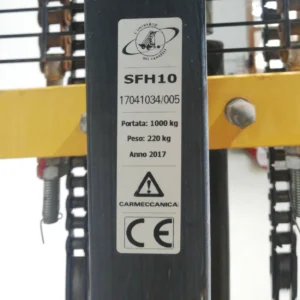 SFH10
17041034/005
Portata: 1000 kg
Peso: 220 kg
Anno 2017
CARMECCANICA
CE